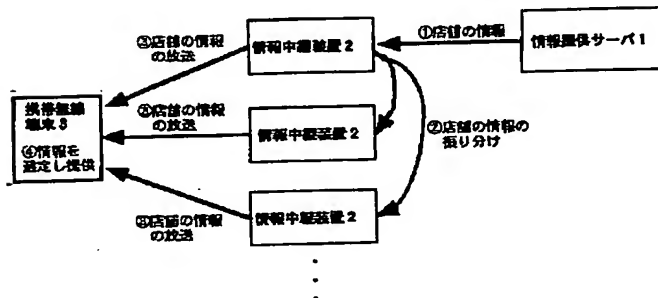 ③店舗の情報
の放送
情報中継装置2
①店舗の情報
情報提供サーバ1
携帯無線
端末3
④情報を
選定し提供
③店舗の情報
の放送
情報中継装置2
②店舗の情報の
振り分け
③店舗の情報
の放送
情報中継装置2